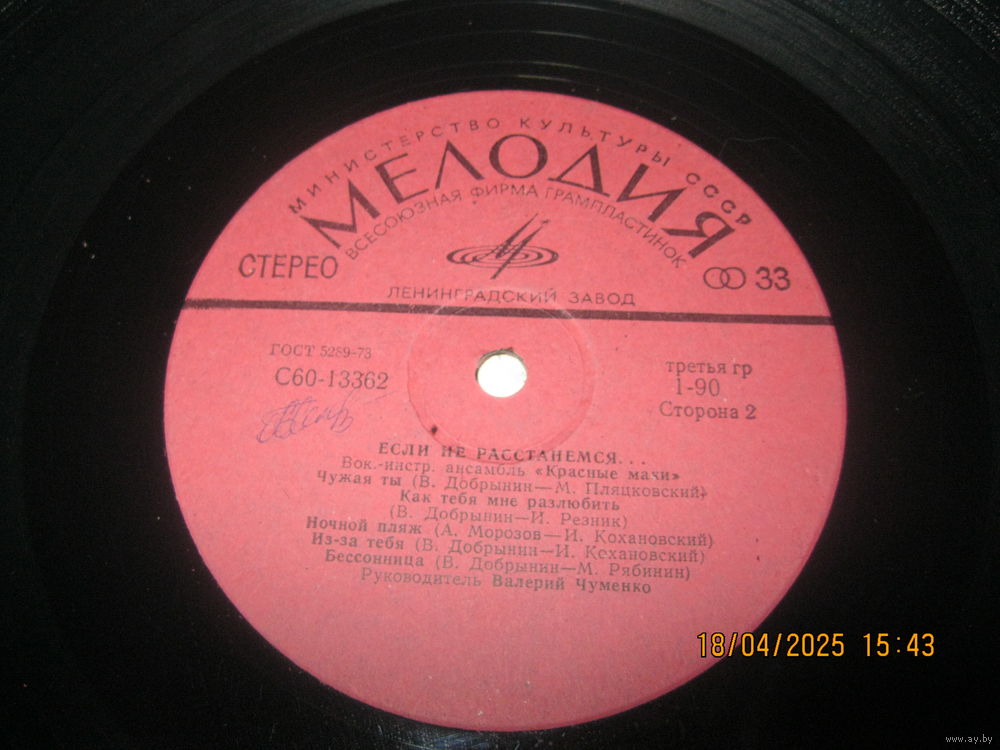 МИНИСТЕРСТВО КУЛЬТУРЫ СССР
МЕЛОДИЯ
ВСЕСОЮЗНАЯ ФИРМА ГРАМПЛАСТИНОК
СТЕРЕО
33
ЛЕНИНГРАДСКИЙ ЗАВОД
ГОСТ 5289-73
С60-13362
третья гр
1-90
Сторона 2
ЕСЛИ НЕ РАССТАНЕМСЯ...
Вок.-инстр. ансамбль «Красные маки»
Чужая ты (В. Добрынин—М. Пляцковский)
Как тебя мне разлюбить
(В. Добрынин—И. Резник)
Ночной пляж (А. Морозов—И. Кохановский)
Из-за тебя (В. Добрынин—И. Кохановский)
Бессонница (В. Добрынин—М. Рябинин)
Руководитель Валерий Чуменко
18/04/2025 15:43
www.ay.by